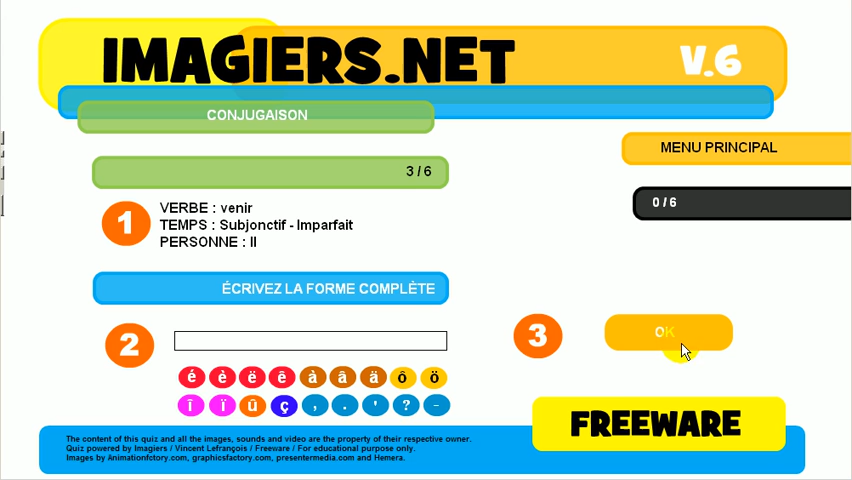 IMAGIERS.NET
V.6
CONJUGAISON
MENU PRINCIPAL
3 / 6
0 / 6
1
VERBE : venir
TEMPS : Subjonctif - Imparfait
PERSONNE : II
ÉCRIVEZ LA FORME COMPLÈTE
2
3
OK
é è ë ê à â ä ô ö
î ï û ç , . ' ? -
FREEWARE
The content of this quiz and all the images, sounds and video are the property of their respective owner.
Quiz powered by Imagiers / Vincent Lefrançois / Freeware / For educational purpose only.
Images by Animationfctory.com, graphicsfactory.com, presentermedia.com and Hemera.